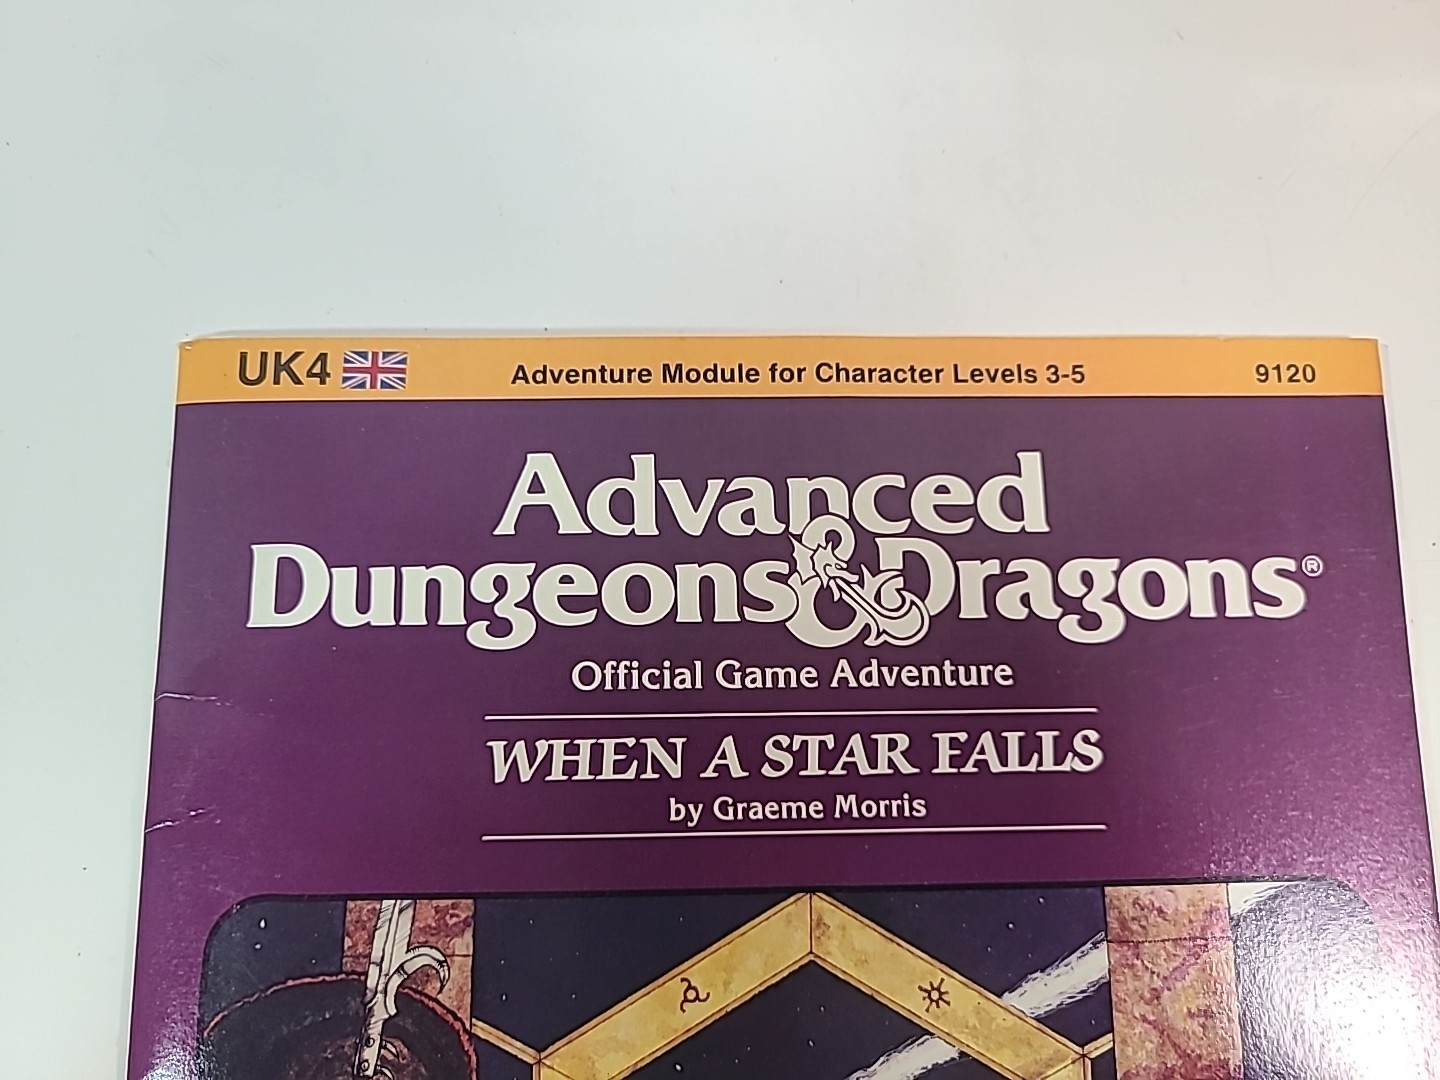 UK4 Adventure Module for Character Levels 3-5 9120
Advanced
Dungeons & Dragons®
Official Game Adventure
WHEN A STAR FALLS
by Graeme Morris